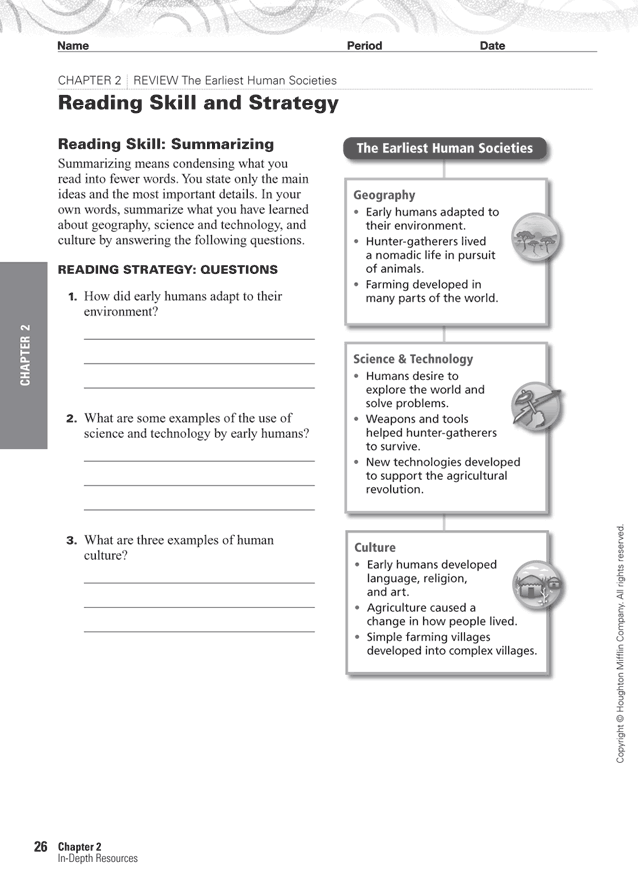 Name Period Date
CHAPTER 2 | REVIEW The Earliest Human Societies
Reading Skill and Strategy
Reading Skill: Summarizing
Summarizing means condensing what you
read into fewer words. You state only the main
ideas and the most important details. In your
own words, summarize what you have learned
about geography, science and technology, and
culture by answering the following questions.
READING STRATEGY: QUESTIONS
1. How did early humans adapt to their
environment?
2. What are some examples of the use of
science and technology by early humans?
3. What are three examples of human
culture?
The Earliest Human Societies
Geography
• Early humans adapted to
their environment.
• Hunter-gatherers lived
a nomadic life in pursuit
of animals.
• Farming developed in
many parts of the world.
Science & Technology
• Humans desire to
explore the world and
solve problems.
• Weapons and tools
helped hunter-gatherers
to survive.
• New technologies developed
to support the agricultural
revolution.
Culture
• Early humans developed
language, religion,
and art.
• Agriculture caused a
change in how people lived.
• Simple farming villages
developed into complex villages.
CHAPTER 2
Copyright © Houghton Mifflin Company. All rights reserved.
26 Chapter 2
In-Depth Resources